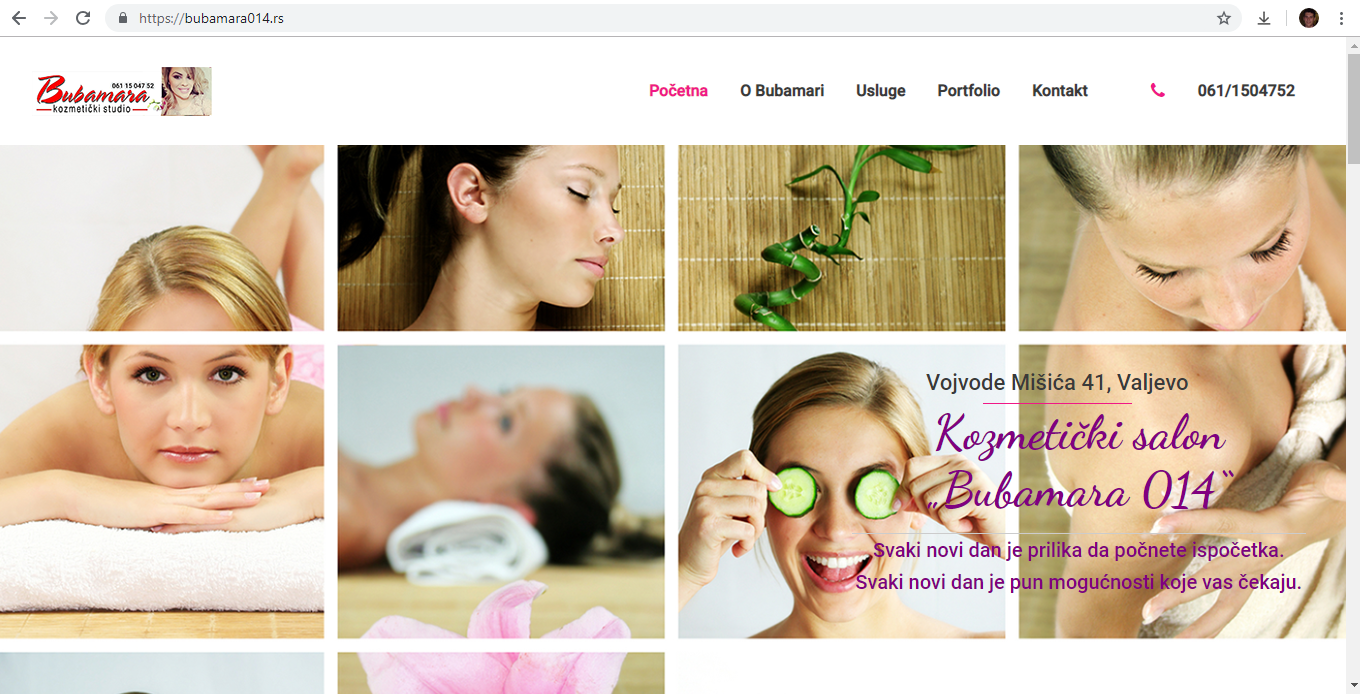 https://bubamara014.rs
Bubamara
061 15 047 52
kozmetički studio
Početna
O Bubamari
Usluge
Portfolio
Kontakt
061/1504752
Vojvode Mišića 41, Valjevo
Kozmetički salon
„Bubamara 014“
Svaki novi dan je prilika da počnete ispočetka.
Svaki novi dan je pun mogućnosti koje vas čekaju.